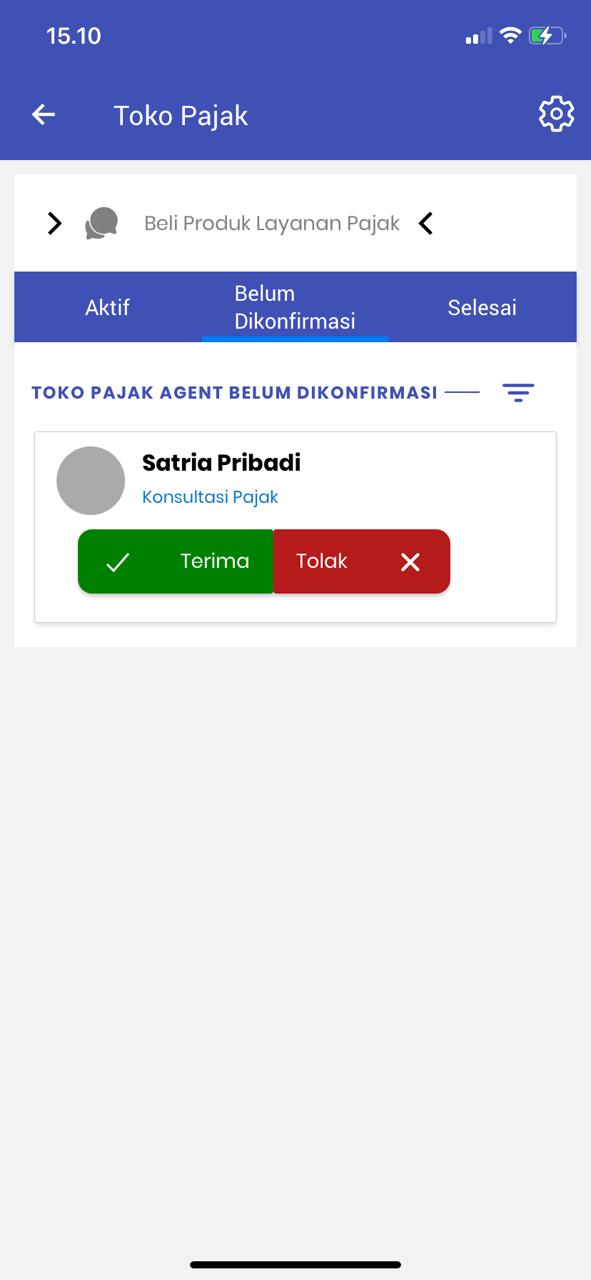 15.10
Toko Pajak
Beli Produk Layanan Pajak
Aktif
Belum
Dikonfirmasi
Selesai
TOKO PAJAK AGENT BELUM DIKONFIRMASI
Satria Pribadi
Konsultasi Pajak
Terima
Tolak